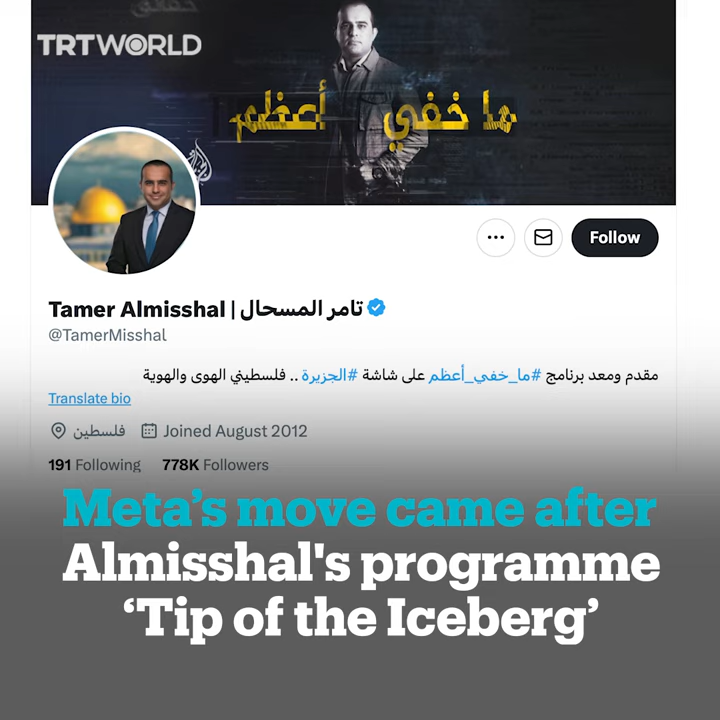 TRTWORLD
ما خفي أعظم
Tamer Almisshal | تامر المسحال
@TamerMisshal
Follow
مقدم ومعد برنامج #ما_خفي_أعظم على شاشة #الجزيرة .. فلسطيني الهوى والهوية
Translate bio
فلسطين Joined August 2012
191 Following 778K Followers
Meta's move came after
Almisshal's programme
‘Tip of the Iceberg’